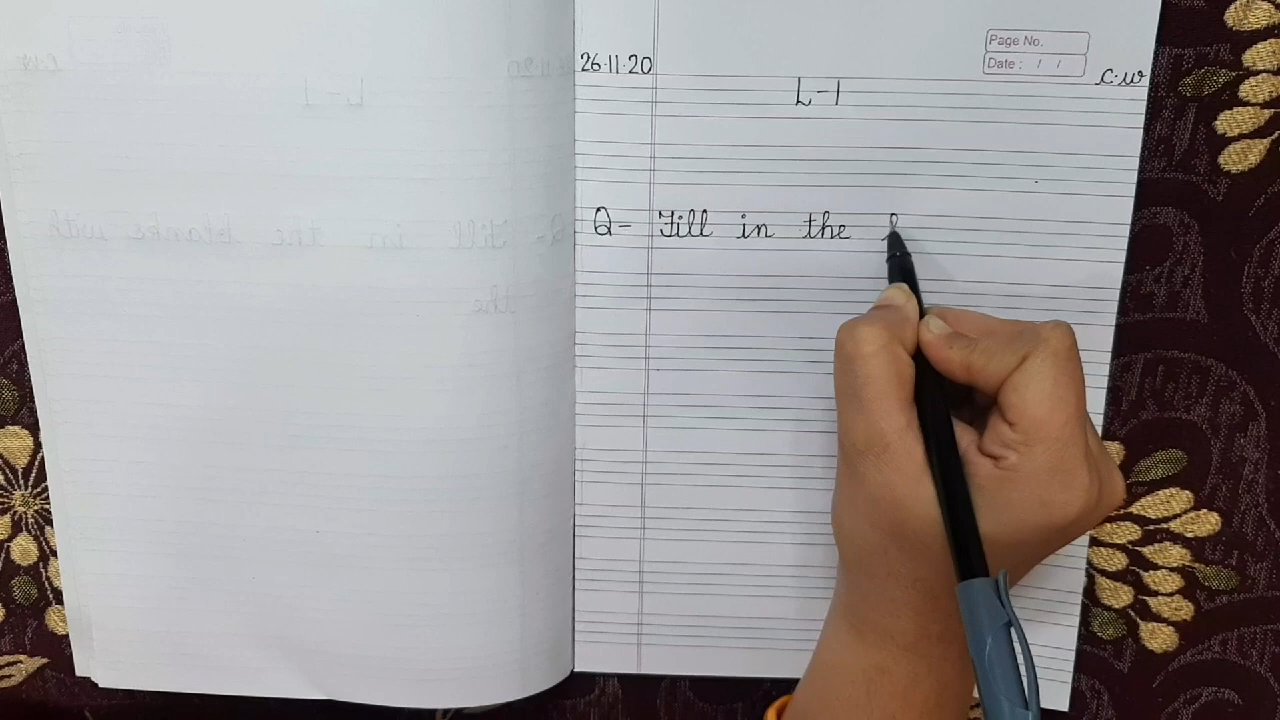 26.11.20
Page No.
Date : / /
C.W
L-1
Q- Fill in the